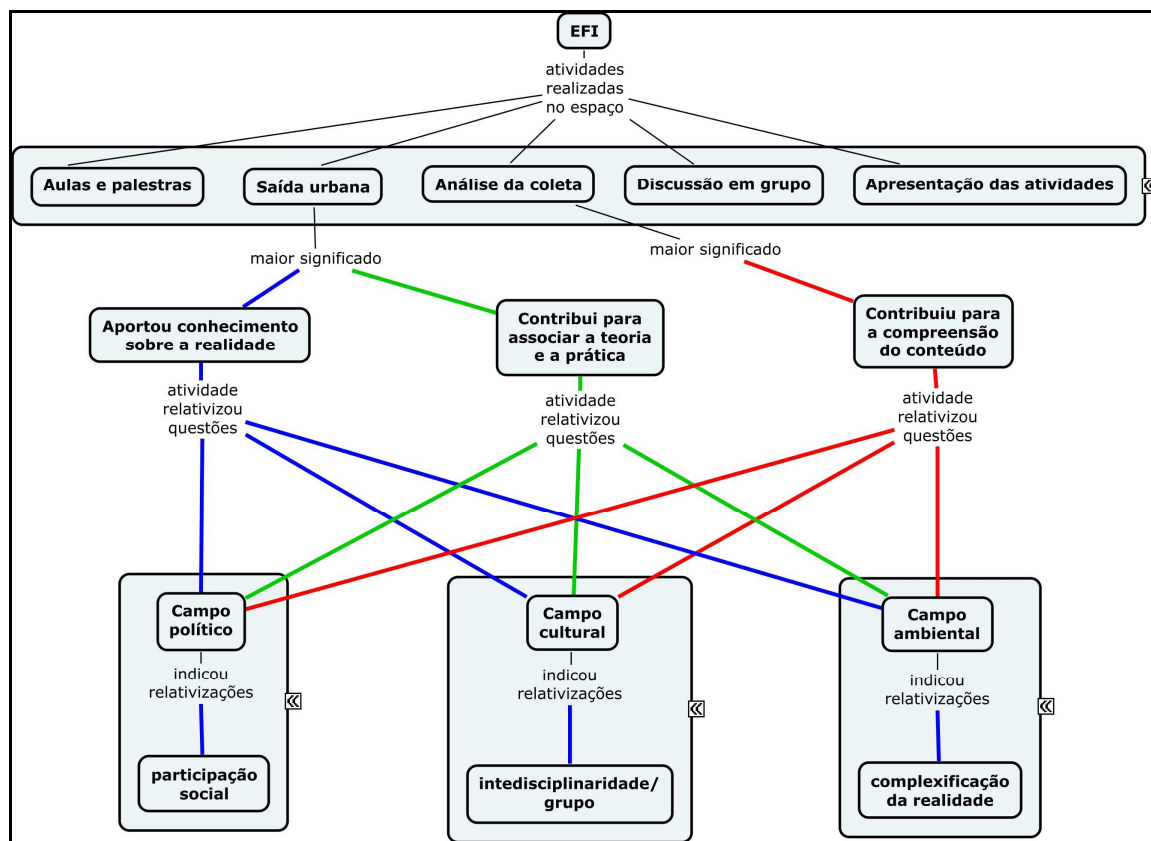 EFI
atividades
realizadas
no espaço
Aulas e palestras
Saída urbana
Análise da coleta
Discussão em grupo
Apresentação das atividades
maior significado
maior significado
Aportou conhecimento
sobre a realidade
Contribui para
associar a teoria
e a prática
Contribuiu para
a compreensão
do conteúdo
atividade
relativizou
questões
atividade
relativizou
questões
atividade
relativizou
questões
Campo
político
Campo
cultural
Campo
ambiental
indicou
relativizações
indicou
relativizações
indicou
relativizações
participação
social
intedisciplinaridade/
grupo
complexificação
da realidade